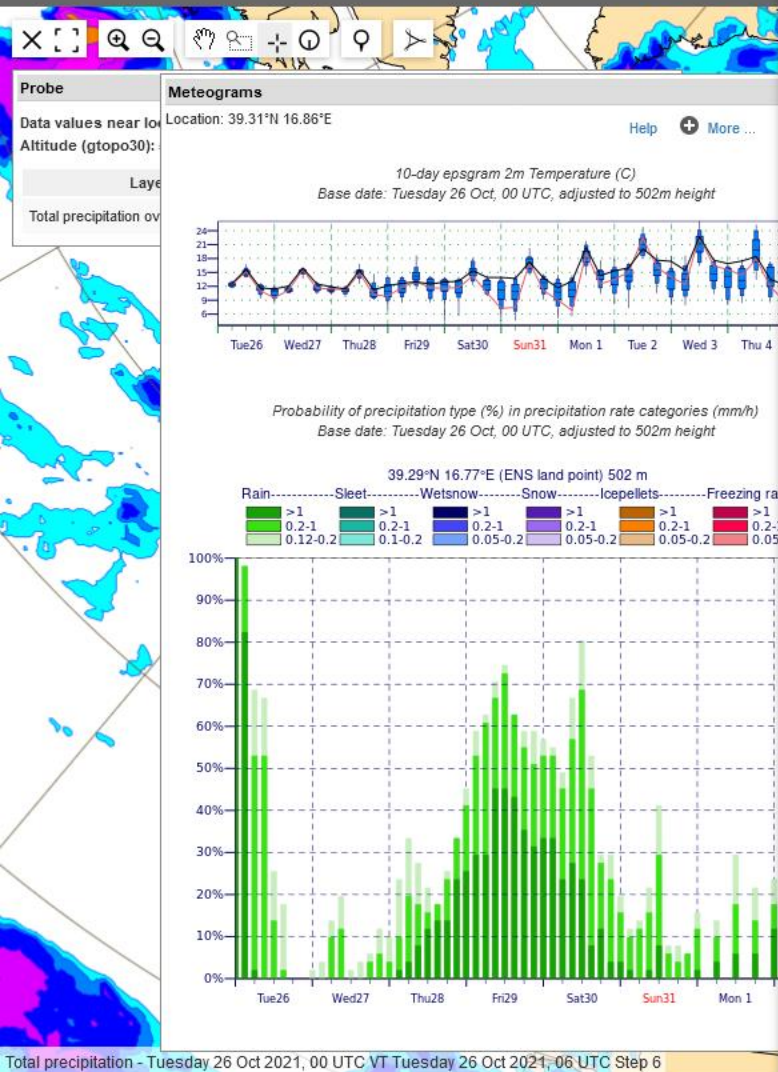 Probe
Meteograms
Data values near lo
Altitude (gtopo30):
Laye
Total precipitation ov
Location: 39.31°N 16.86°E
Help
More ...
10-day epsgram 2m Temperature (C)
Base date: Tuesday 26 Oct, 00 UTC, adjusted to 502m height
24
21
18
15
12
9
6
Tue26 Wed27 Thu28 Fri29 Sat30 Sun31 Mon 1 Tue 2 Wed 3 Thu 4
Probability of precipitation type (%) in precipitation rate categories (mm/h)
Base date: Tuesday 26 Oct, 00 UTC, adjusted to 502m height
39.29°N 16.77°E (ENS land point) 502 m
Rain----------Sleet----------Wetsnow--------Snow--------Icepellets--------Freezing ra
>1 >1 >1 >1 >1 >1
0.2-1 0.2-1 0.2-1 0.2-1 0.2-1 0.2-
0.12-0.2 0.1-0.2 0.05-0.2 0.05-0.2 0.05-0.2 0.05
100%
90%
80%
70%
60%
50%
40%
30%
20%
10%
0%
Tue26 Wed27 Thu28 Fri29 Sat30 Sun31 Mon 1
Total precipitation - Tuesday 26 Oct 2021, 00 UTC VT Tuesday 26 Oct 2021, 06 UTC Step 6